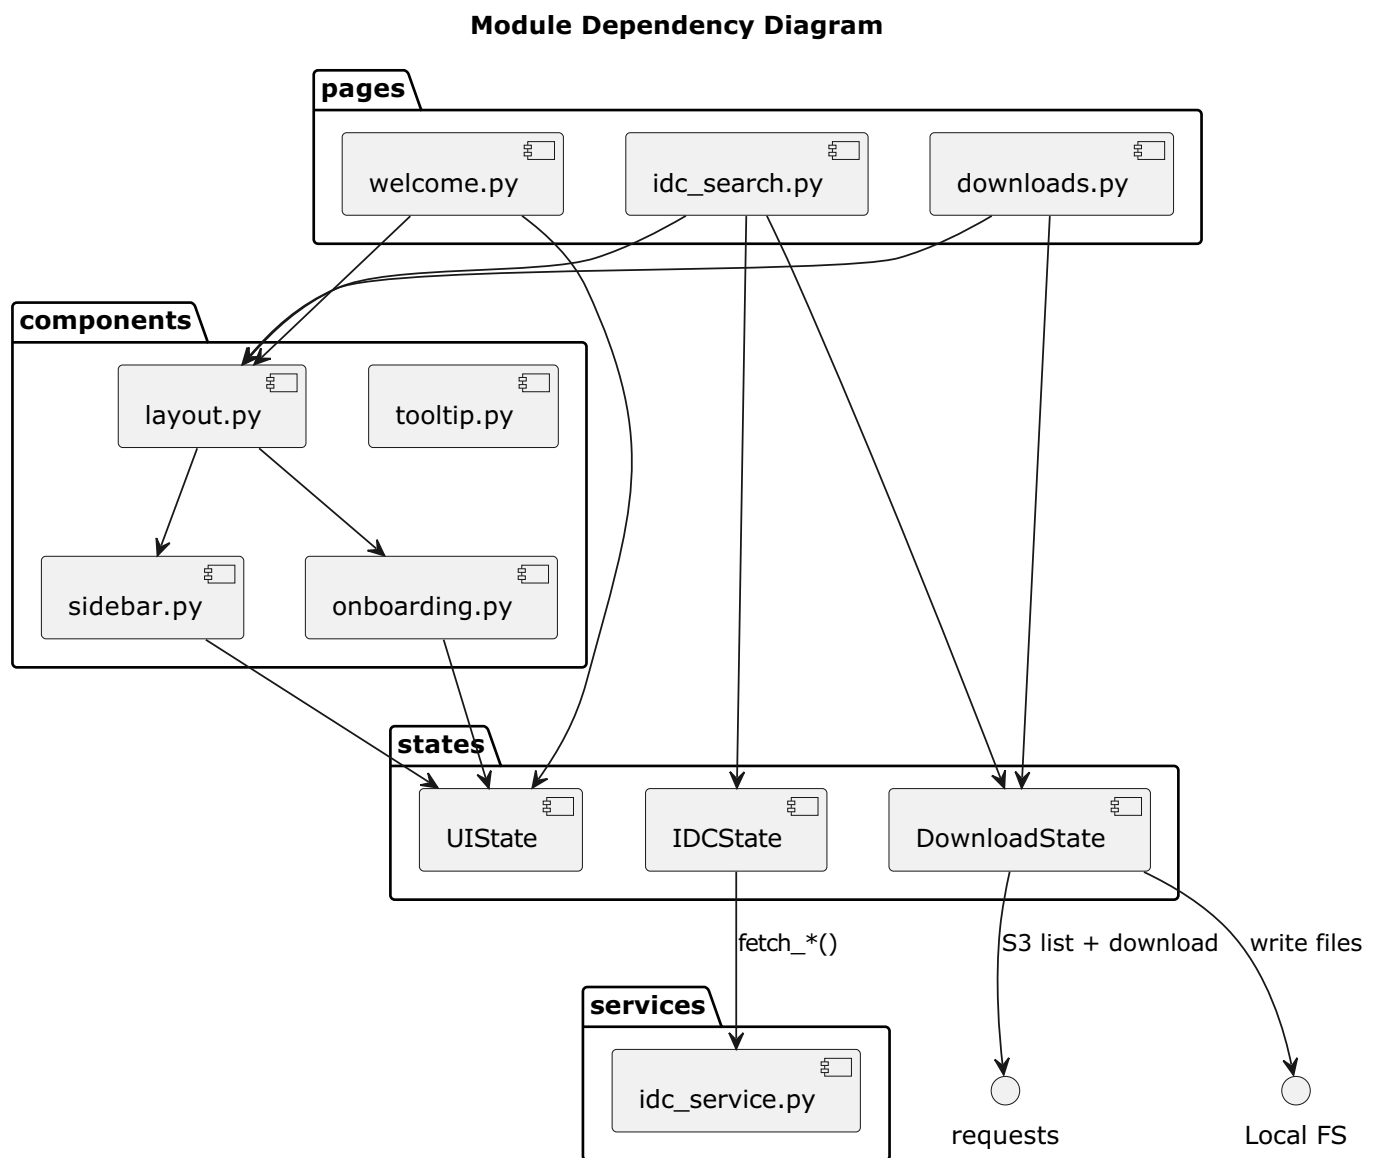 Module Dependency Diagram
pages
welcome.py
idc_search.py
downloads.py
components
layout.py
tooltip.py
sidebar.py
onboarding.py
states
UIState
IDCState
DownloadState
fetch_*()
S3 list + download
write files
services
idc_service.py
requests
Local FS